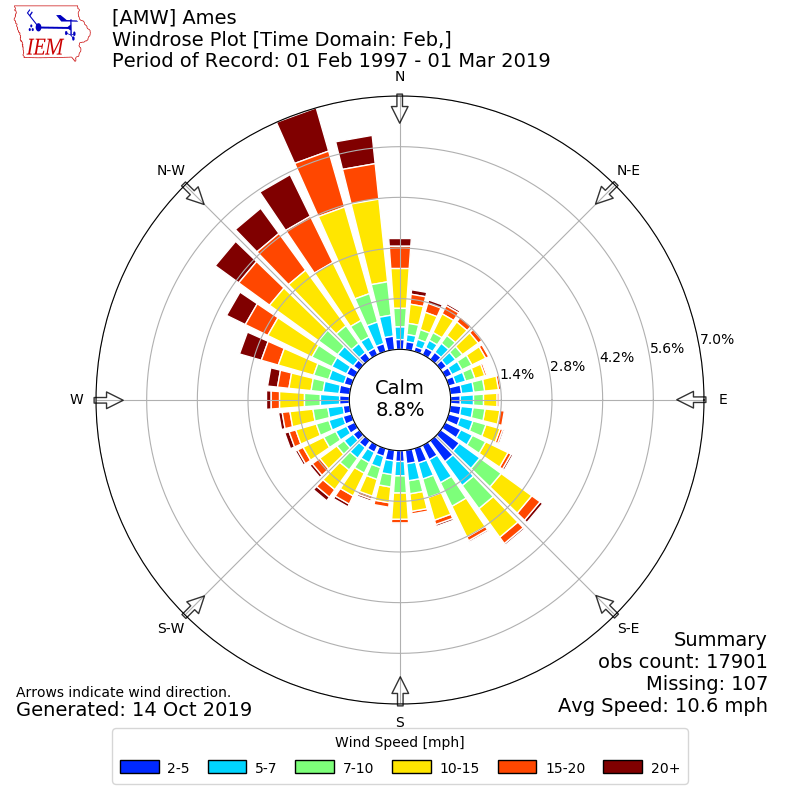 IEM
[AMW] Ames
Windrose Plot [Time Domain: Feb,]
Period of Record: 01 Feb 1997 - 01 Mar 2019
N
N-W
N-E
7.0%
5.6%
4.2%
2.8%
1.4%
Calm
8.8%
W
E
S-W
S-E
S
Summary
obs count: 17901
Missing: 107
Avg Speed: 10.6 mph
Arrows indicate wind direction.
Generated: 14 Oct 2019
Wind Speed [mph]
2-5 5-7 7-10 10-15 15-20 20+